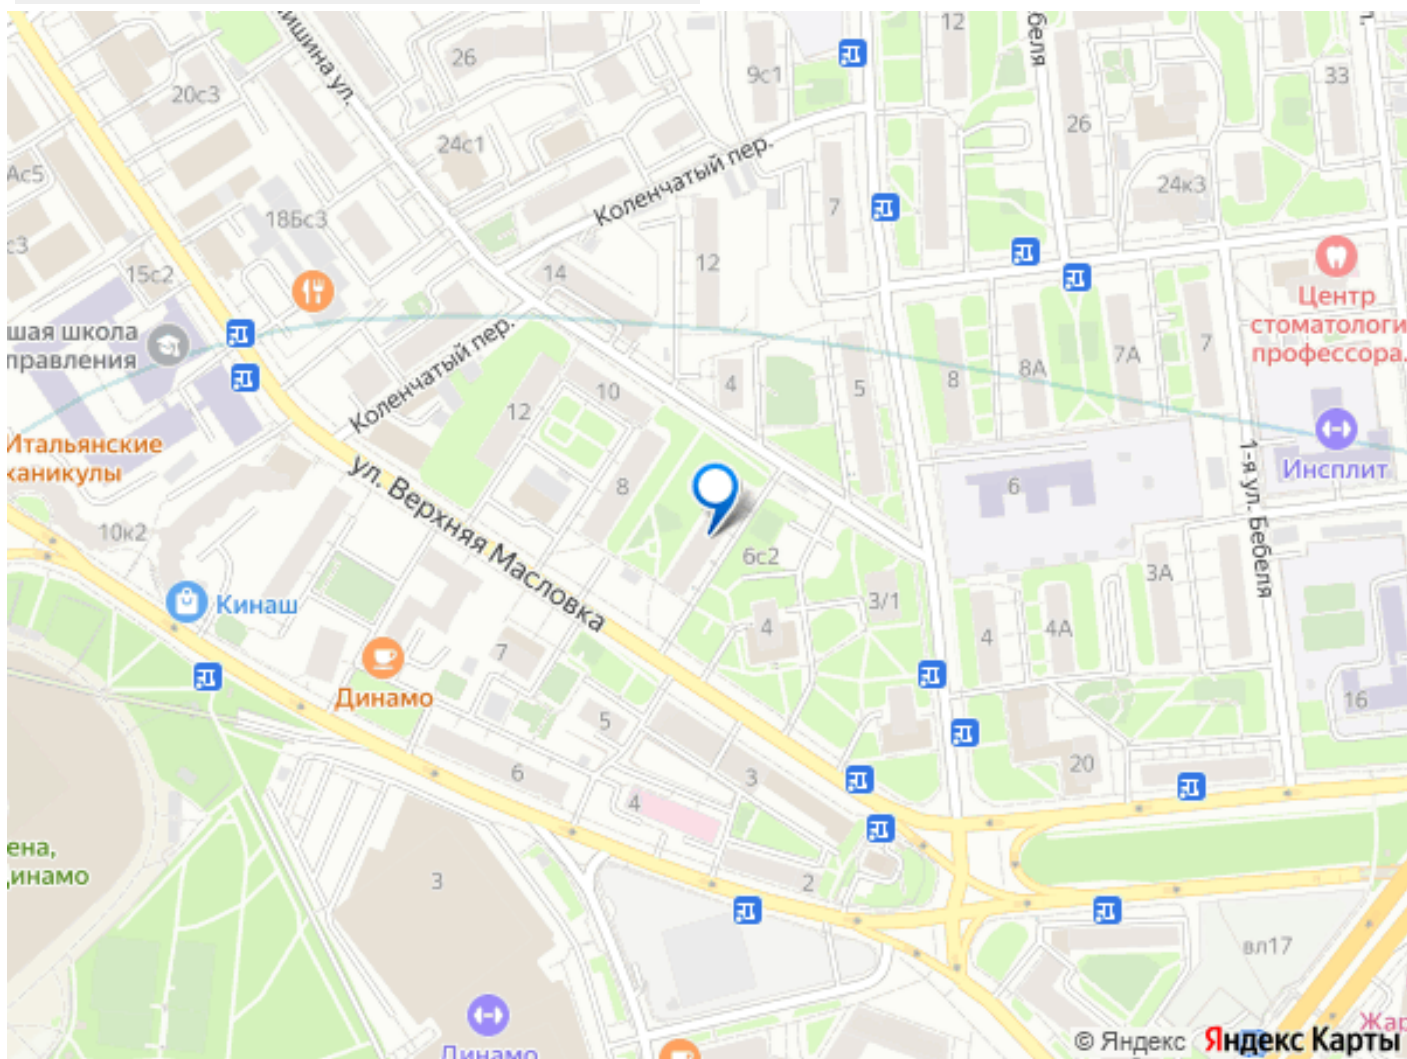 ишина ул.
беля
12
26
9с1
33
20с3
24с1
26
Ас5
Коленчатый пер.
24к3
7
18Бс3
с3
12
14
15с2
Центр
стоматологи
профессора.
шая школа
правления
Коленчатый пер.
10
4
5
8
8А
7А
7
12
Итальянские
каникулы
ул. Верхняя Масловка
8
6
1-я ул. Бебеля
Инсплит
10к2
6с2
3А
Кинаш
3/1
4
4
4А
7
Динамо
16
5
6
3
20
4
ена,
инамо
3
2
вл17
Динамо
Жар
© Яндекс Яндекс Карты